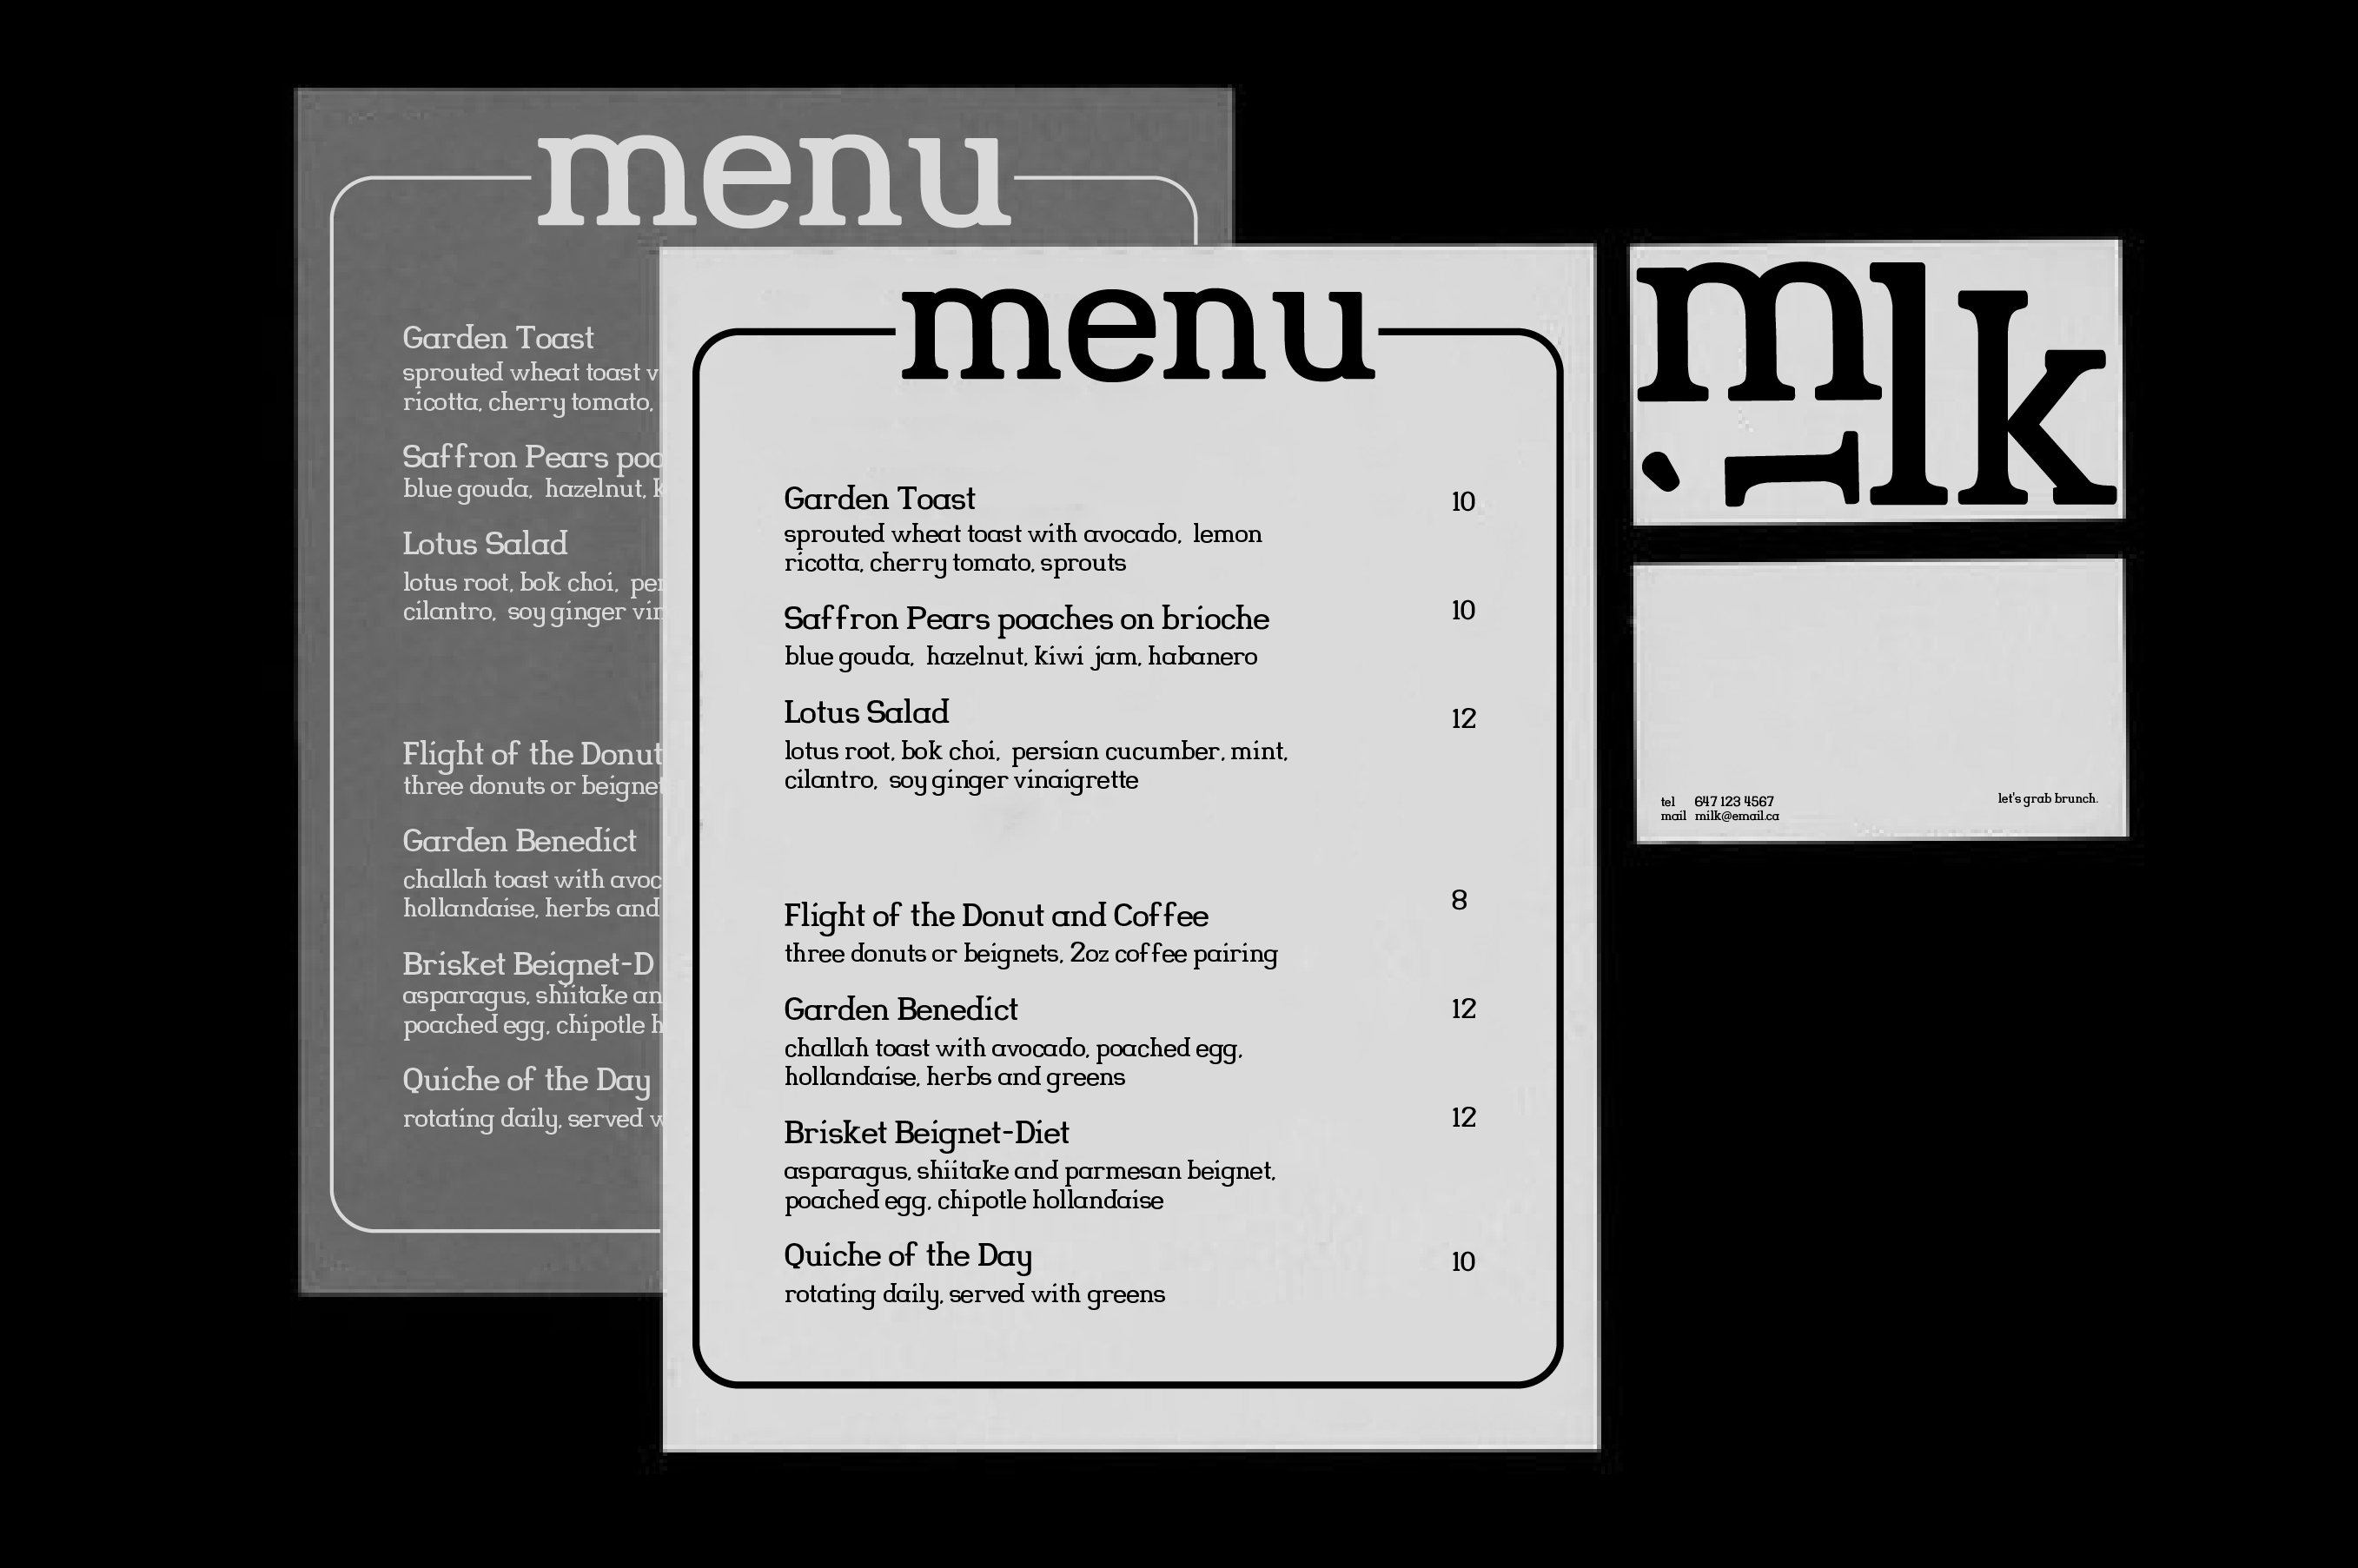 menu
Garden Toast
sprouted wheat toast
ricotta, cherry tomato,
Saffron Pears
blue gouda, hazelnut,
Lotus Salad
lotus root, bok choi,
cilantro, soy ginger
Flight of the Donut
three donuts or
Garden Benedict
challah toast with
hollandaise, herbs and
Brisket Beignet-D
asparagus, shiitake
poached egg, chipotle
Quiche of the Day
rotating daily, served
menu
Garden Toast 10
sprouted wheat toast with avocado, lemon
ricotta, cherry tomato, sprouts
Saffron Pears poaches on brioche 10
blue gouda, hazelnut, kiwi jam, habanero
Lotus Salad 12
lotus root, bok choi, persian cucumber, mint,
cilantro, soy ginger vinaigrette
Flight of the Donut and Coffee 8
three donuts or beignets, 2oz coffee pairing
Garden Benedict 12
challah toast with avocado, poached egg,
hollandaise, herbs and greens
Brisket Beignet-Diet 12
asparagus, shiitake and parmesan beignet,
poached egg, chipotle hollandaise
Quiche of the Day 10
rotating daily, served with greens
milk
tel 647 123 4567
mail milk@email.ca
let's grab brunch.